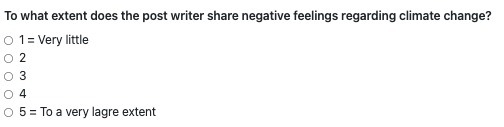 To what extent does the post writer share negative feelings regarding climate change?
1 = Very little
2
3
4
5 = To a very lagre extent